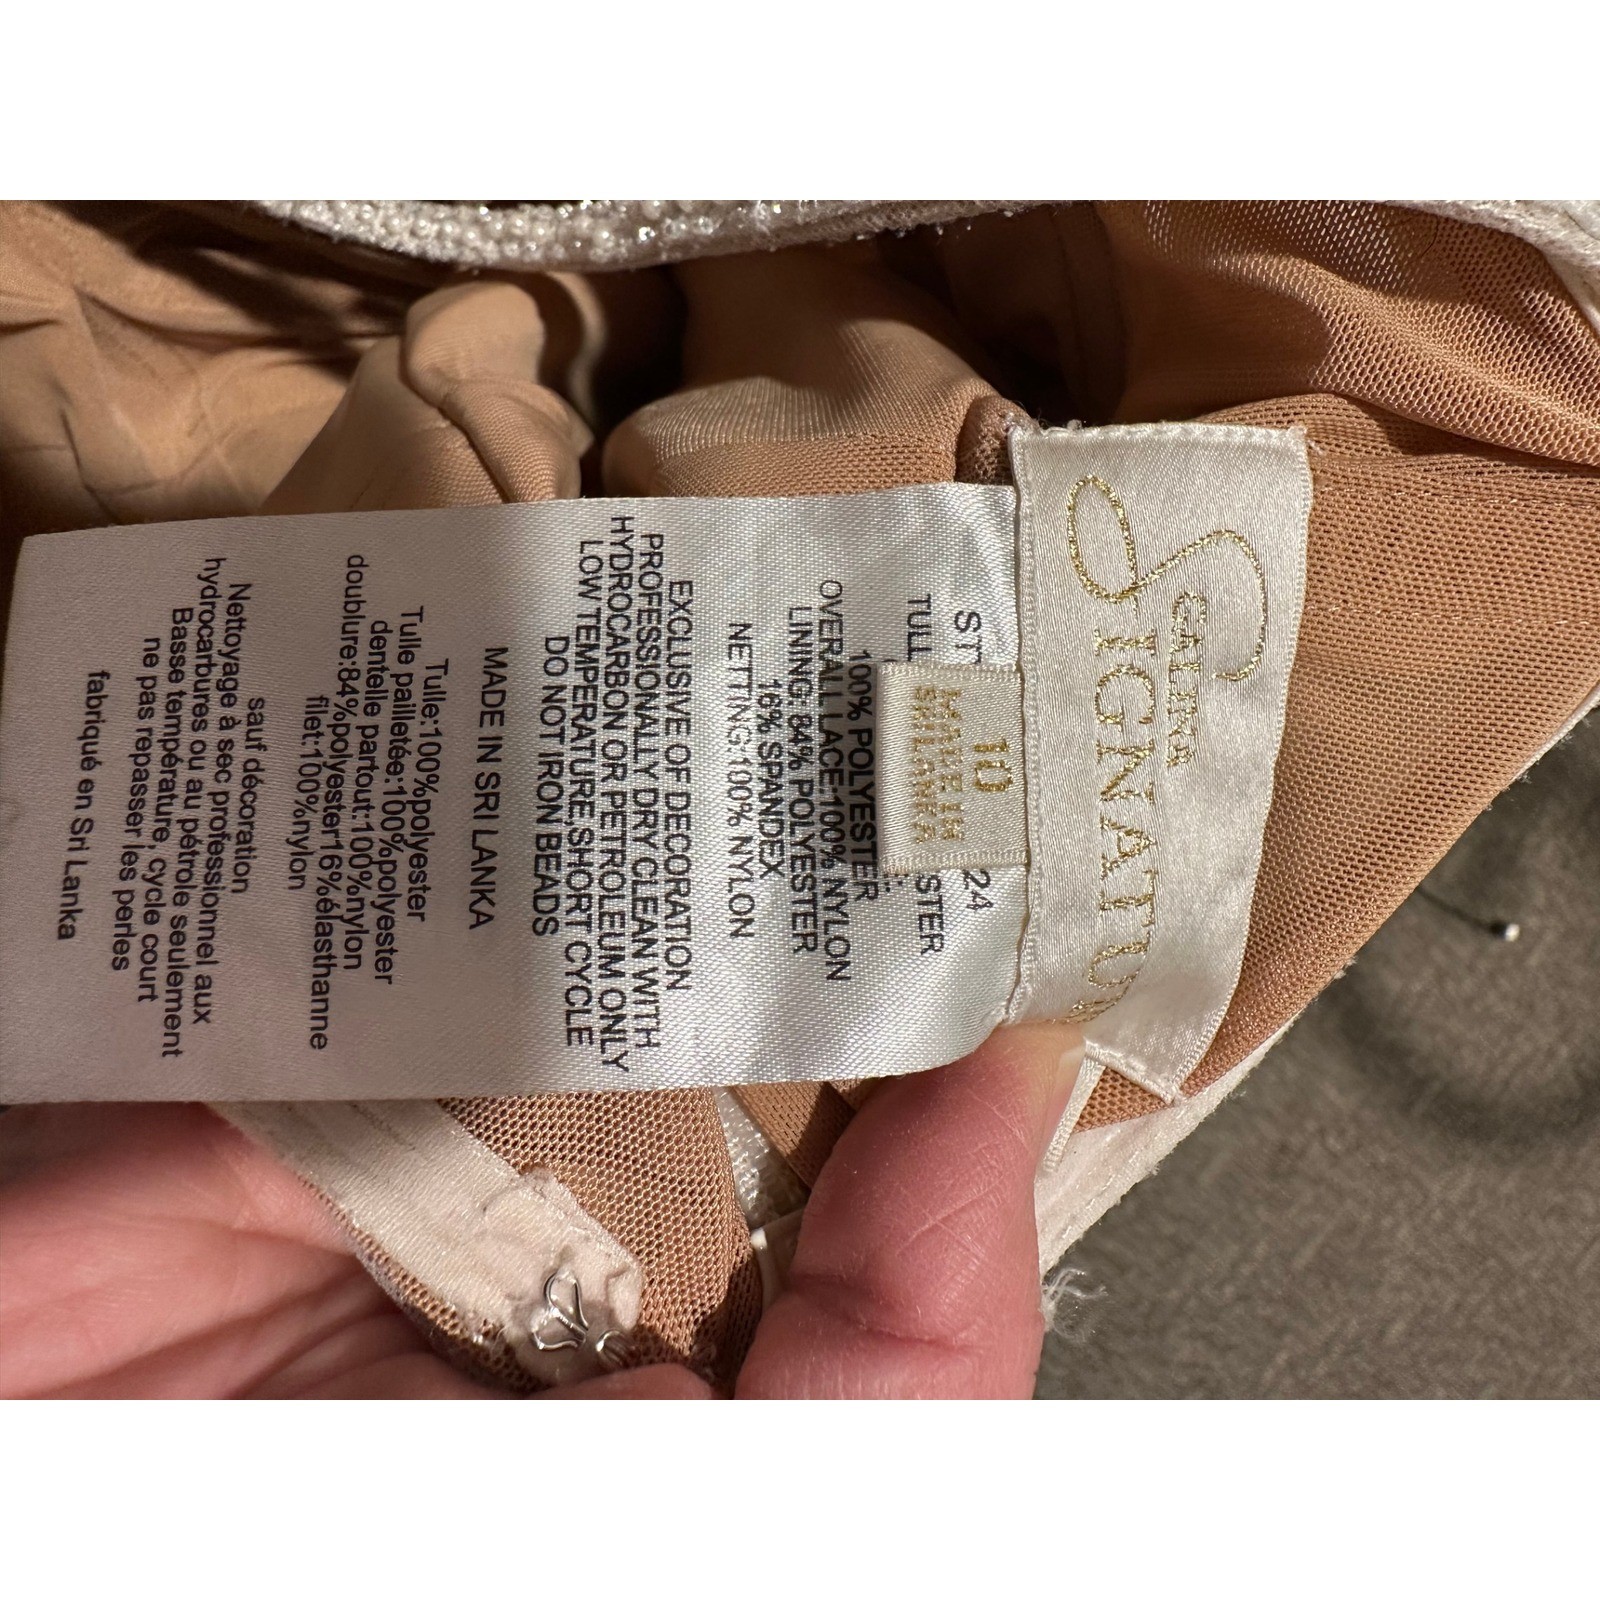 GALINA
SIGNATU
10
MADE IN
SRI LANKA
24
100% POLYESTER
OVERALL LACE:100% NYLON
LINING: 84% POLYESTER
16% SPANDEX
NETTING:100% NYLON
EXCLUSIVE OF DECORATION
PROFESSIONALLY DRY CLEAN WITH
HYDROCARBON OR PETROLEUM ONLY
LOW TEMPERATURE,SHORT CYCLE
DO NOT IRON BEADS
MADE IN SRI LANKA
Tulle:100%polyester
Tulle pailletée:100%polyester
dentelle partout:100%nylon
doublure:84%polyester16%élasthanne
filet:100%nylon
sauf décoration
Nettoyage à sec professionnel aux
hydrocarbures ou au pétrole seulement
Basse température, cycle court
ne pas repasser les perles
fabriqué en Sri Lanka